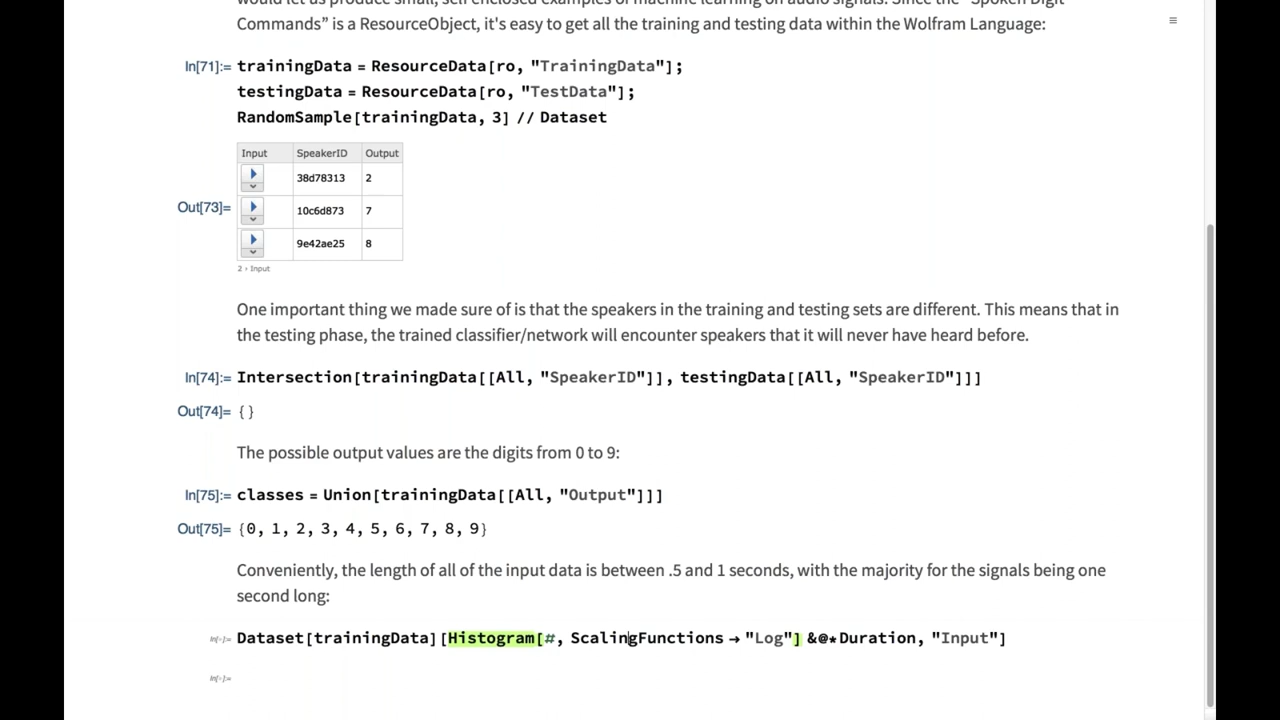 would let us produce small, self enclosed examples of machine learning on audio signals. Since the “Spoken Digit
Commands” is a ResourceObject, it's easy to get all the training and testing data within the Wolfram Language:
In[71]:= trainingData = ResourceData[ro, "TrainingData"];
testingData = ResourceData[ro, "TestData"];
RandomSample[trainingData, 3] // Dataset
Input SpeakerID Output
38d78313 2
Out[73]= 10c6d873 7
9e42ae25 8
2 › Input
One important thing we made sure of is that the speakers in the training and testing sets are different. This means that in
the testing phase, the trained classifier/network will encounter speakers that it will never have heard before.
In[74]:= Intersection[trainingData[[All, "SpeakerID"]], testingData[[All, "SpeakerID"]]]
Out[74]= {}
The possible output values are the digits from 0 to 9:
In[75]:= classes = Union[trainingData[[All, "Output"]]]
Out[75]= {0, 1, 2, 3, 4, 5, 6, 7, 8, 9}
Conveniently, the length of all of the input data is between .5 and 1 seconds, with the majority for the signals being one
second long:
In[•]:= Dataset[trainingData][Histogram[#, ScalingFunctions → "Log"] &@*Duration, "Input"]
In[•]:=